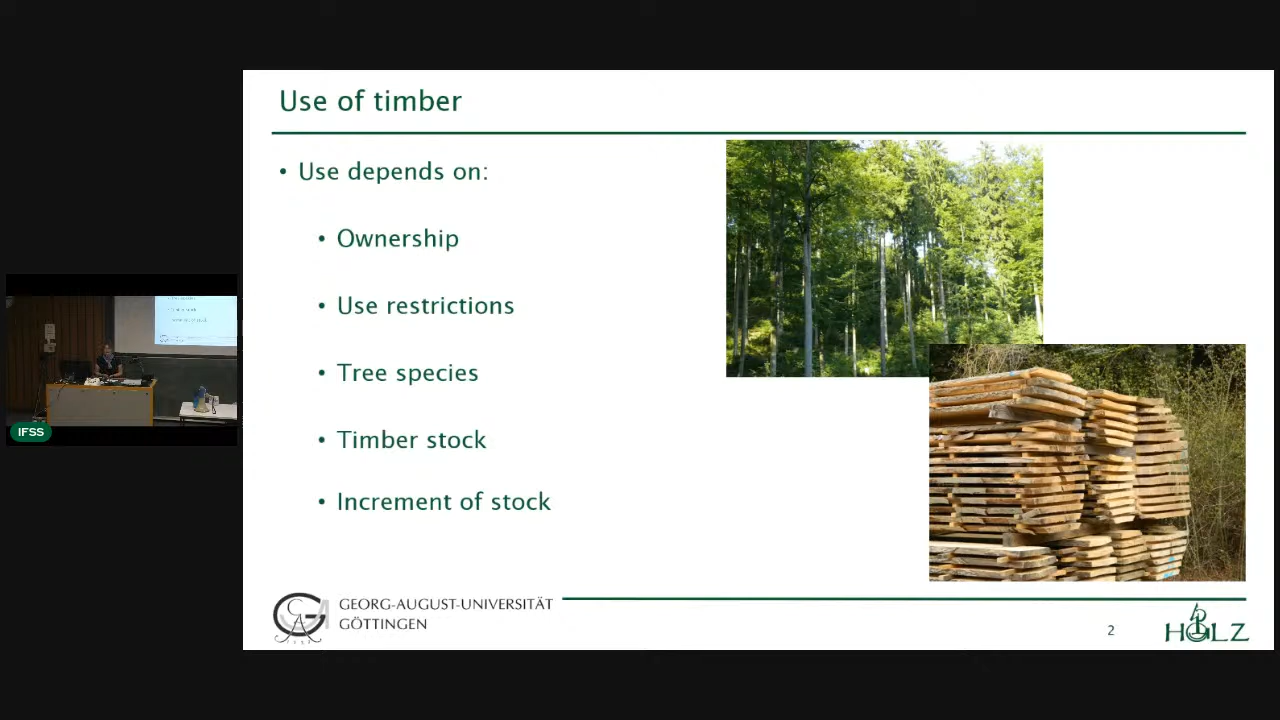 Use of timber
• Use depends on:
• Ownership
• Use restrictions
• Tree species
• Timber stock
• Increment of stock
IFSS
GEORG-AUGUST-UNIVERSITÄT
GÖTTINGEN
2
HOLZ